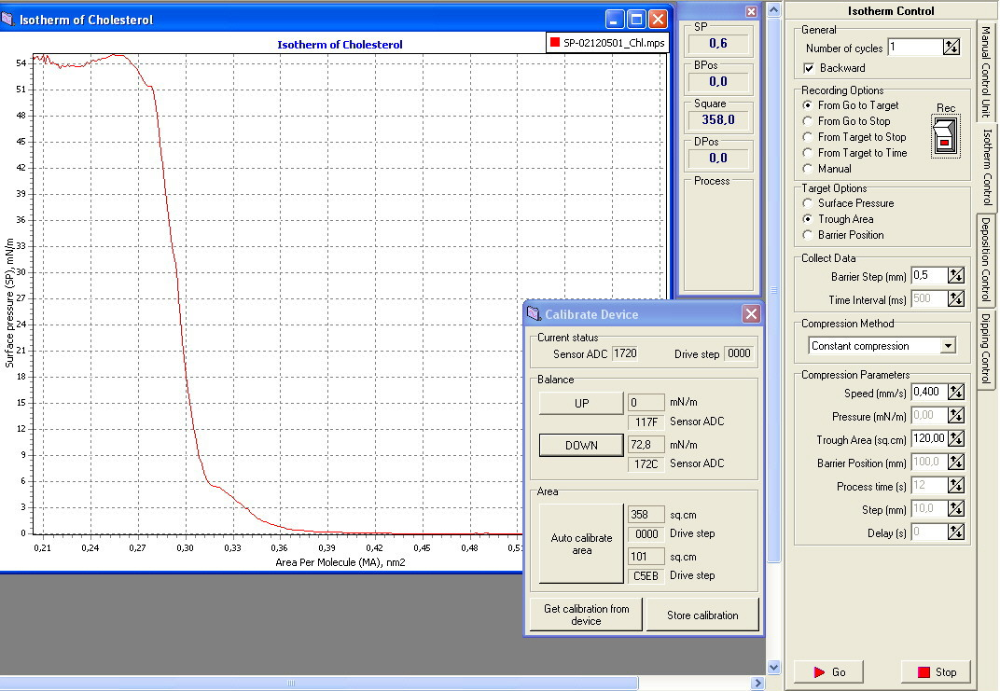 Isotherm of Cholesterol
Isotherm of Cholesterol
SP-02120501_Chl.mps
54
51
48
45
42
39
36
33
30
27
24
21
18
15
12
9
6
3
0
Surface pressure (SP), mN/m
0,21 0,24 0,27 0,30 0,33 0,36 0,39 0,42 0,45 0,48 0,51
Area Per Molecule (MA), nm2
SP
0,6
BPos
0,0
Square
358,0
DPos
0,0
Process
Calibrate Device
Current status
Sensor ADC 1720 Drive step 0000
Balance
UP 0 mN/m
117F Sensor ADC
DOWN 72,8 mN/m
172C Sensor ADC
Area
358 sq.cm
Auto calibrate area
0000 Drive step
101 sq.cm
C5EB Drive step
Get calibration from device
Store calibration
Isotherm Control
General
Number of cycles 1
Backward
Recording Options
From Go to Target
From Go to Stop
From Target to Stop
From Target to Time
Manual
Rec
Target Options
Surface Pressure
Trough Area
Barrier Position
Collect Data
Barrier Step (mm) 0,5
Time Interval (ms) 500
Compression Method
Constant compression
Compression Parameters
Speed (mm/s) 0,400
Pressure (mN/m) 0,00
Trough Area (sq.cm) 120,00
Barrier Position (mm) 100,0
Process time (s) 12
Step (mm) 10,0
Delay (s) 0
Go
Stop
Manual Control Unit
Isotherm Control
Deposition Control
Dipping Control